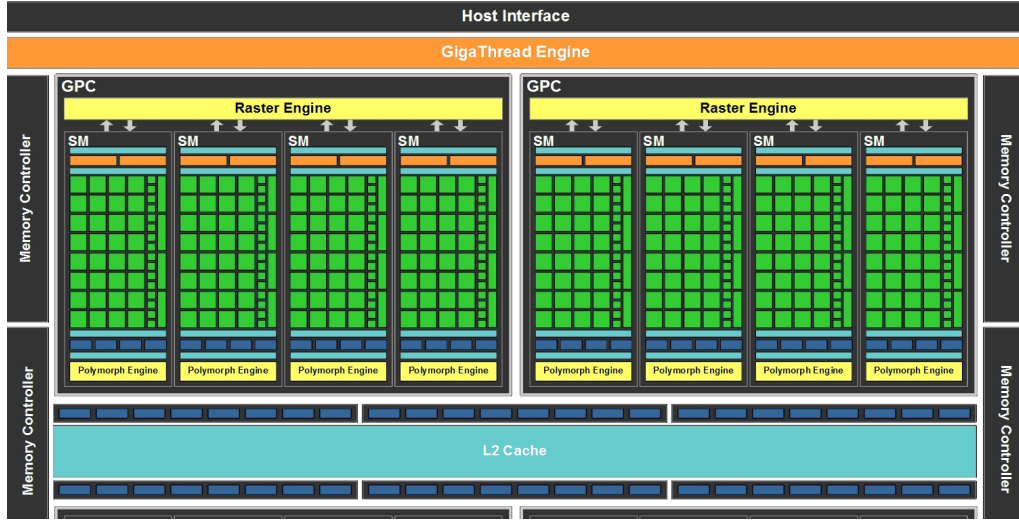 Host Interface
GigaThread Engine
GPC
GPC
Raster Engine
Raster Engine
SM
SM
SM
SM
SM
SM
SM
SM
Memory Controller
Memory Controller
Polymorph Engine
Polymorph Engine
Polymorph Engine
Polymorph Engine
Polymorph Engine
Polymorph Engine
Polymorph Engine
Polymorph Engine
Memory Controller
L2 Cache
Memory Controller